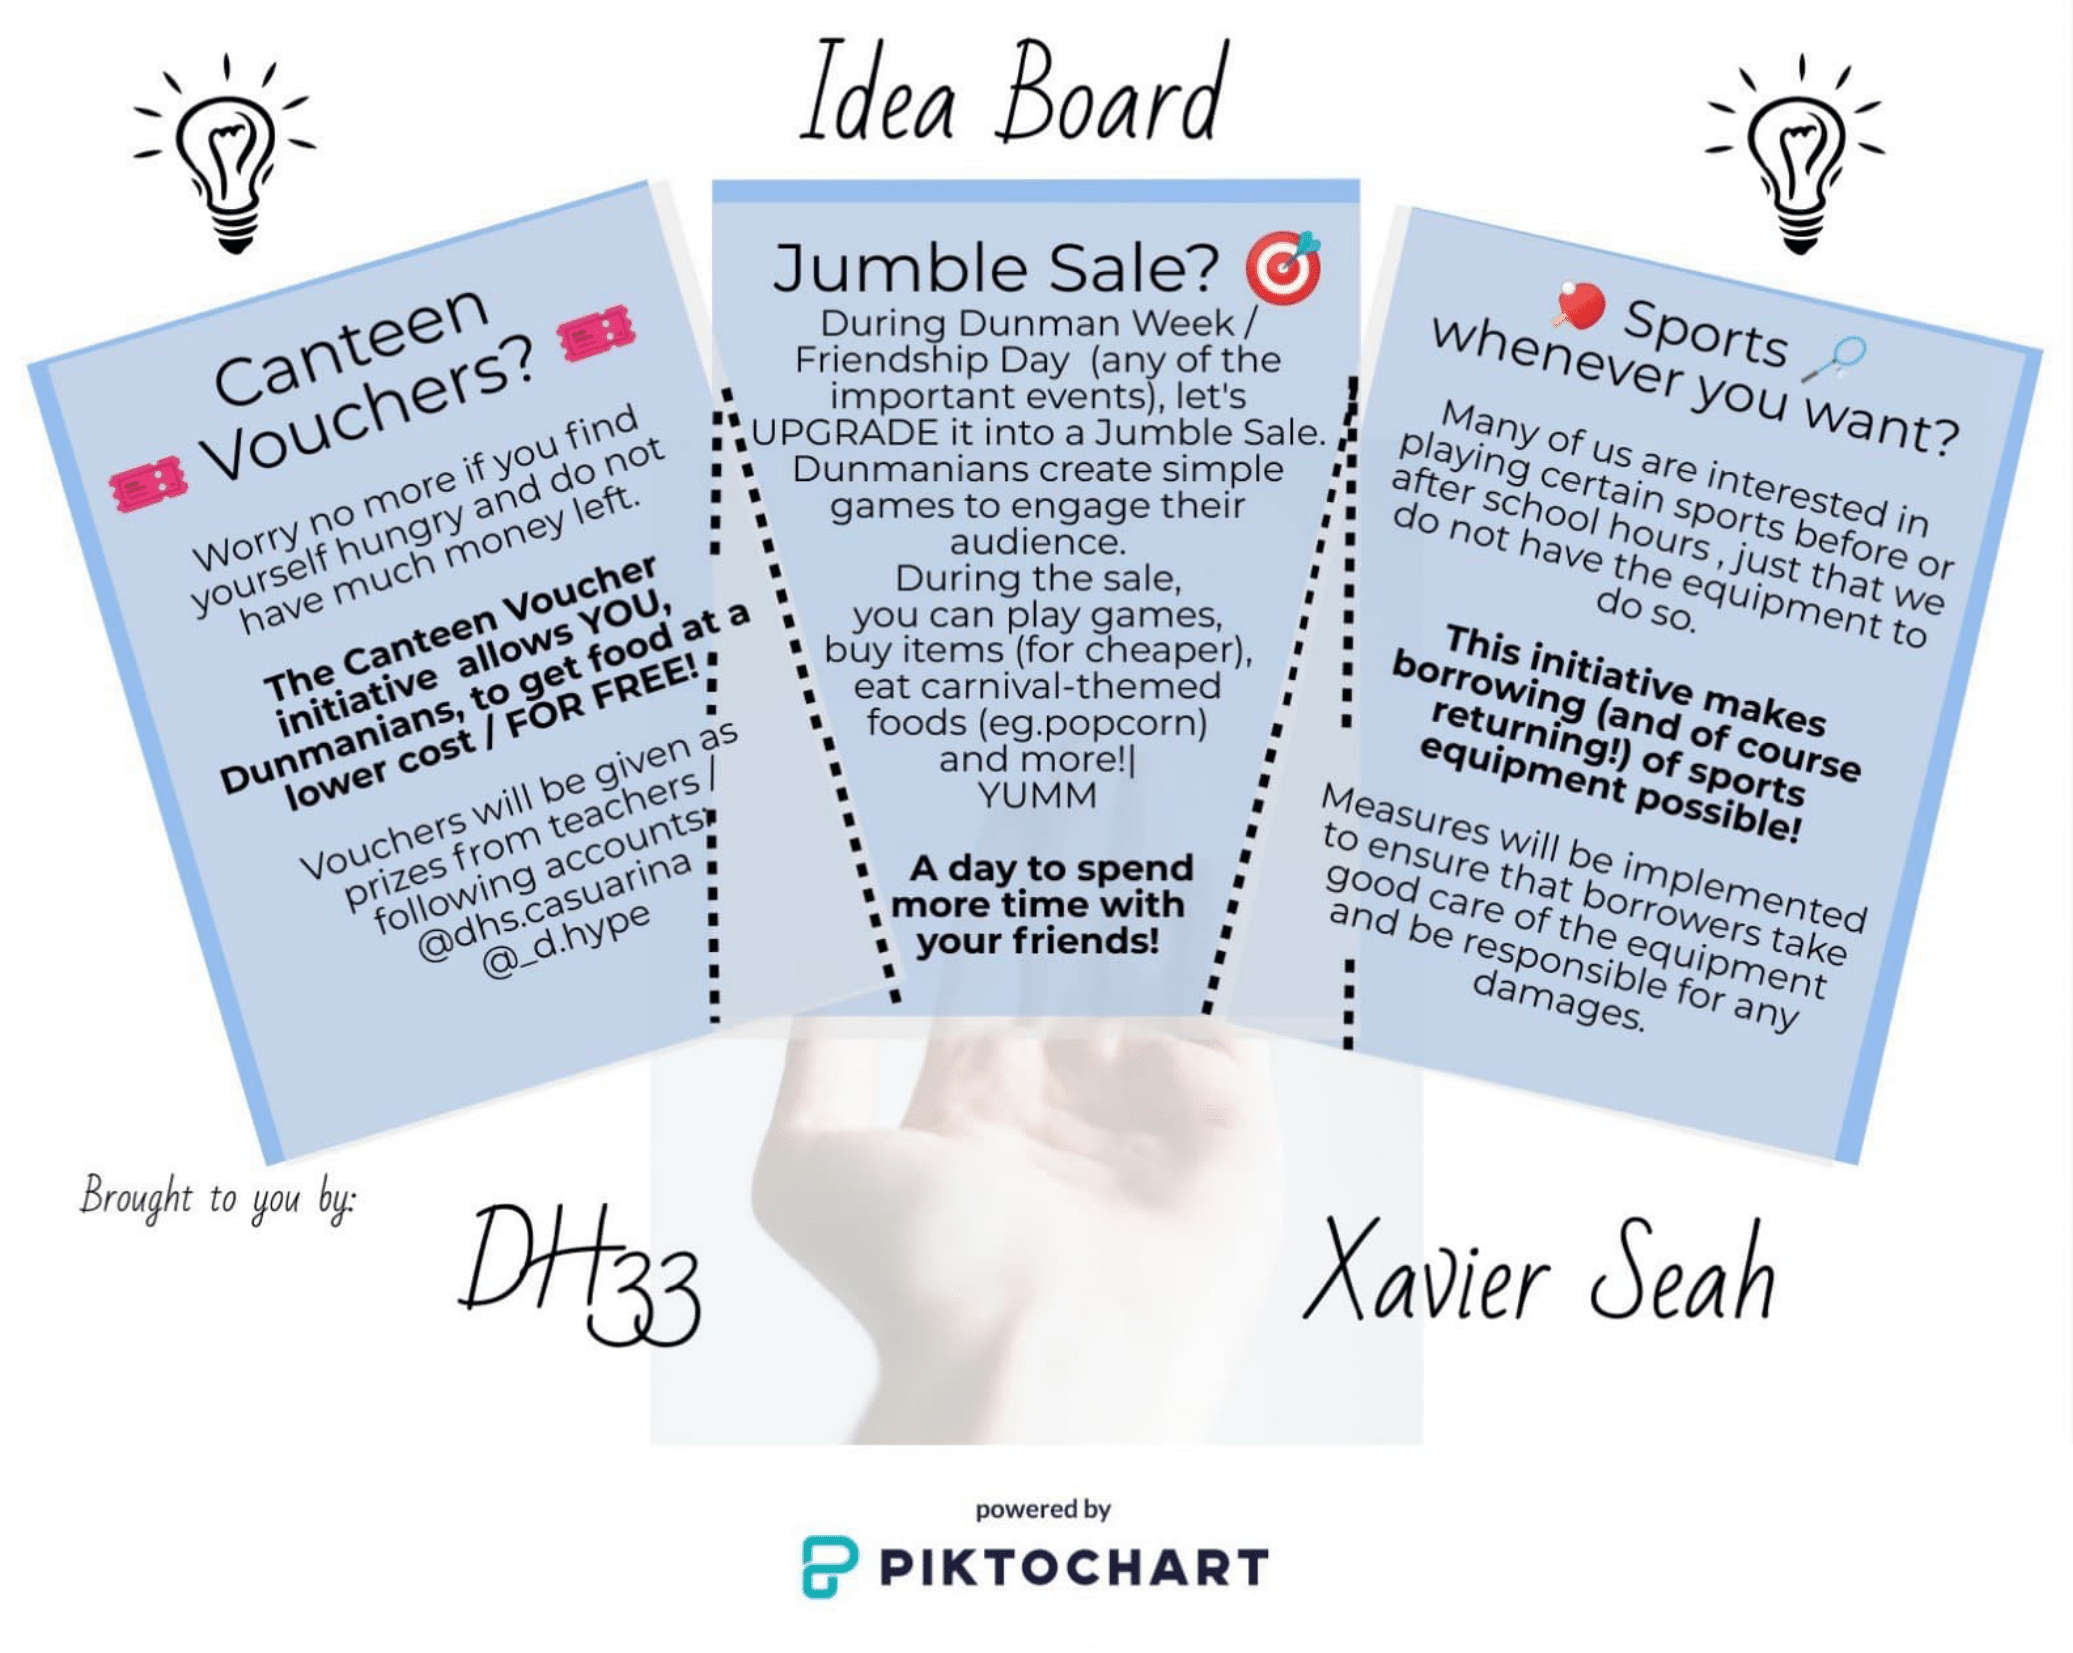 Idea Board
Canteen
Vouchers?
Worry no more if you find
yourself hungry and do not
have much money left.
The Canteen Voucher
initiative allows YOU,
Dunmanians, to get food at a
lower cost / FOR FREE!
Vouchers will be given as
prizes from teachers /
following accounts:
@dhs.casuarina
@_d.hype
Jumble Sale?
During Dunman Week /
Friendship Day (any of the
important events), let's
UPGRADE it into a Jumble Sale.
Dunmanians create simple
games to engage their
audience.
During the sale,
you can play games,
buy items (for cheaper),
eat carnival-themed
foods (eg.popcorn)
and more!|
YUMM
A day to spend
more time with
your friends!
Sports
whenever you want?
Many of us are interested in
playing certain sports before or
after school hours , just that we
do not have the equipment to
do so.
This initiative makes
borrowing (and of course
returning!) of sports
equipment possible!
Measures will be implemented
to ensure that borrowers take
good care of the equipment
and be responsible for any
damages.
Brought to you by:
DH33
Xavier Seah
powered by
PIKTOCHART